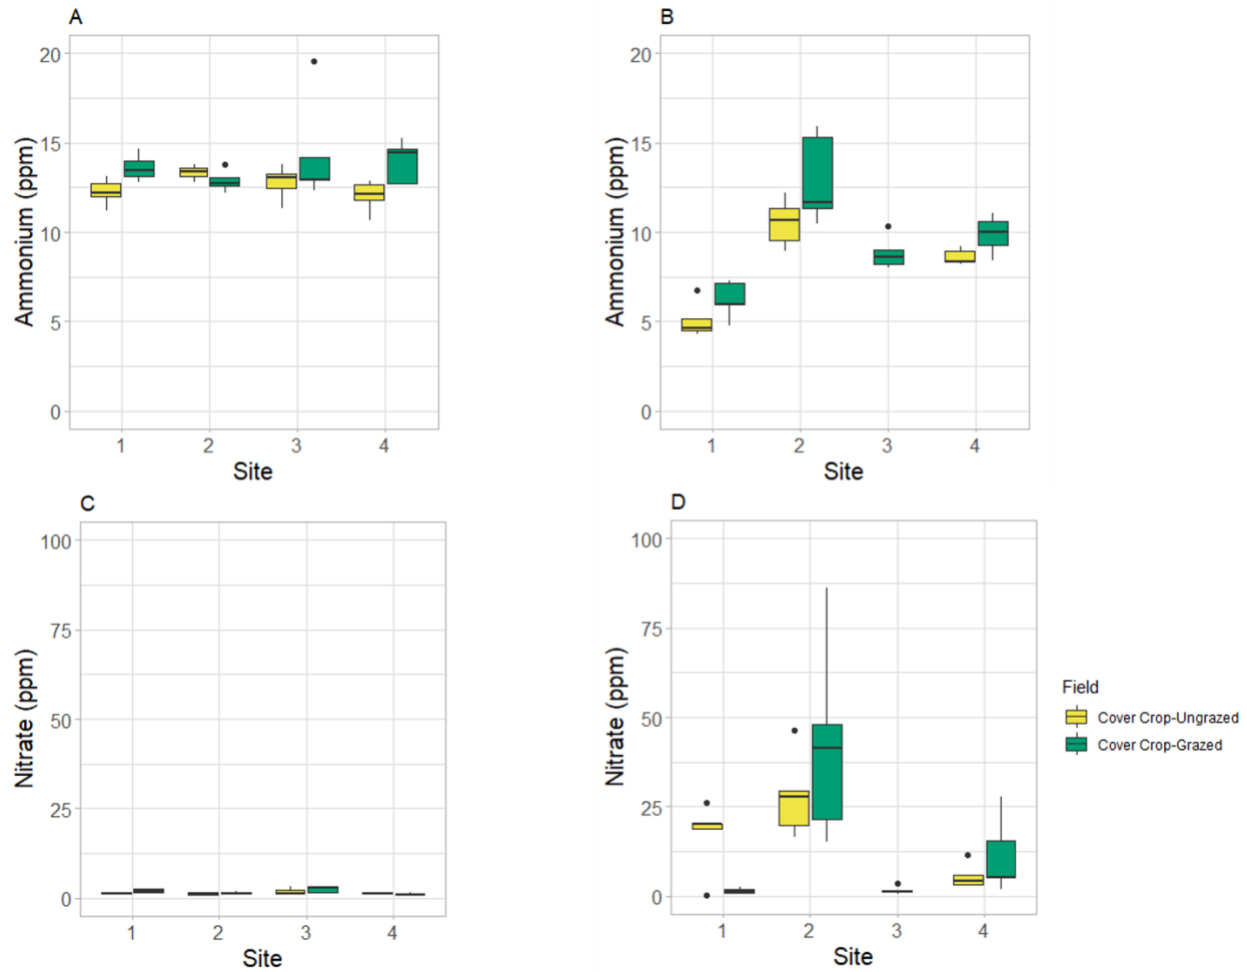 A
20
15
10
5
0
Ammonium (ppm)
1 2 3 4
Site
B
20
15
10
5
0
Ammonium (ppm)
1 2 3 4
Site
C
100
75
50
25
0
Nitrate (ppm)
1 2 3 4
Site
D
100
75
50
25
0
Nitrate (ppm)
1 2 3 4
Site
Field
Cover Crop-Ungrazed
Cover Crop-Grazed